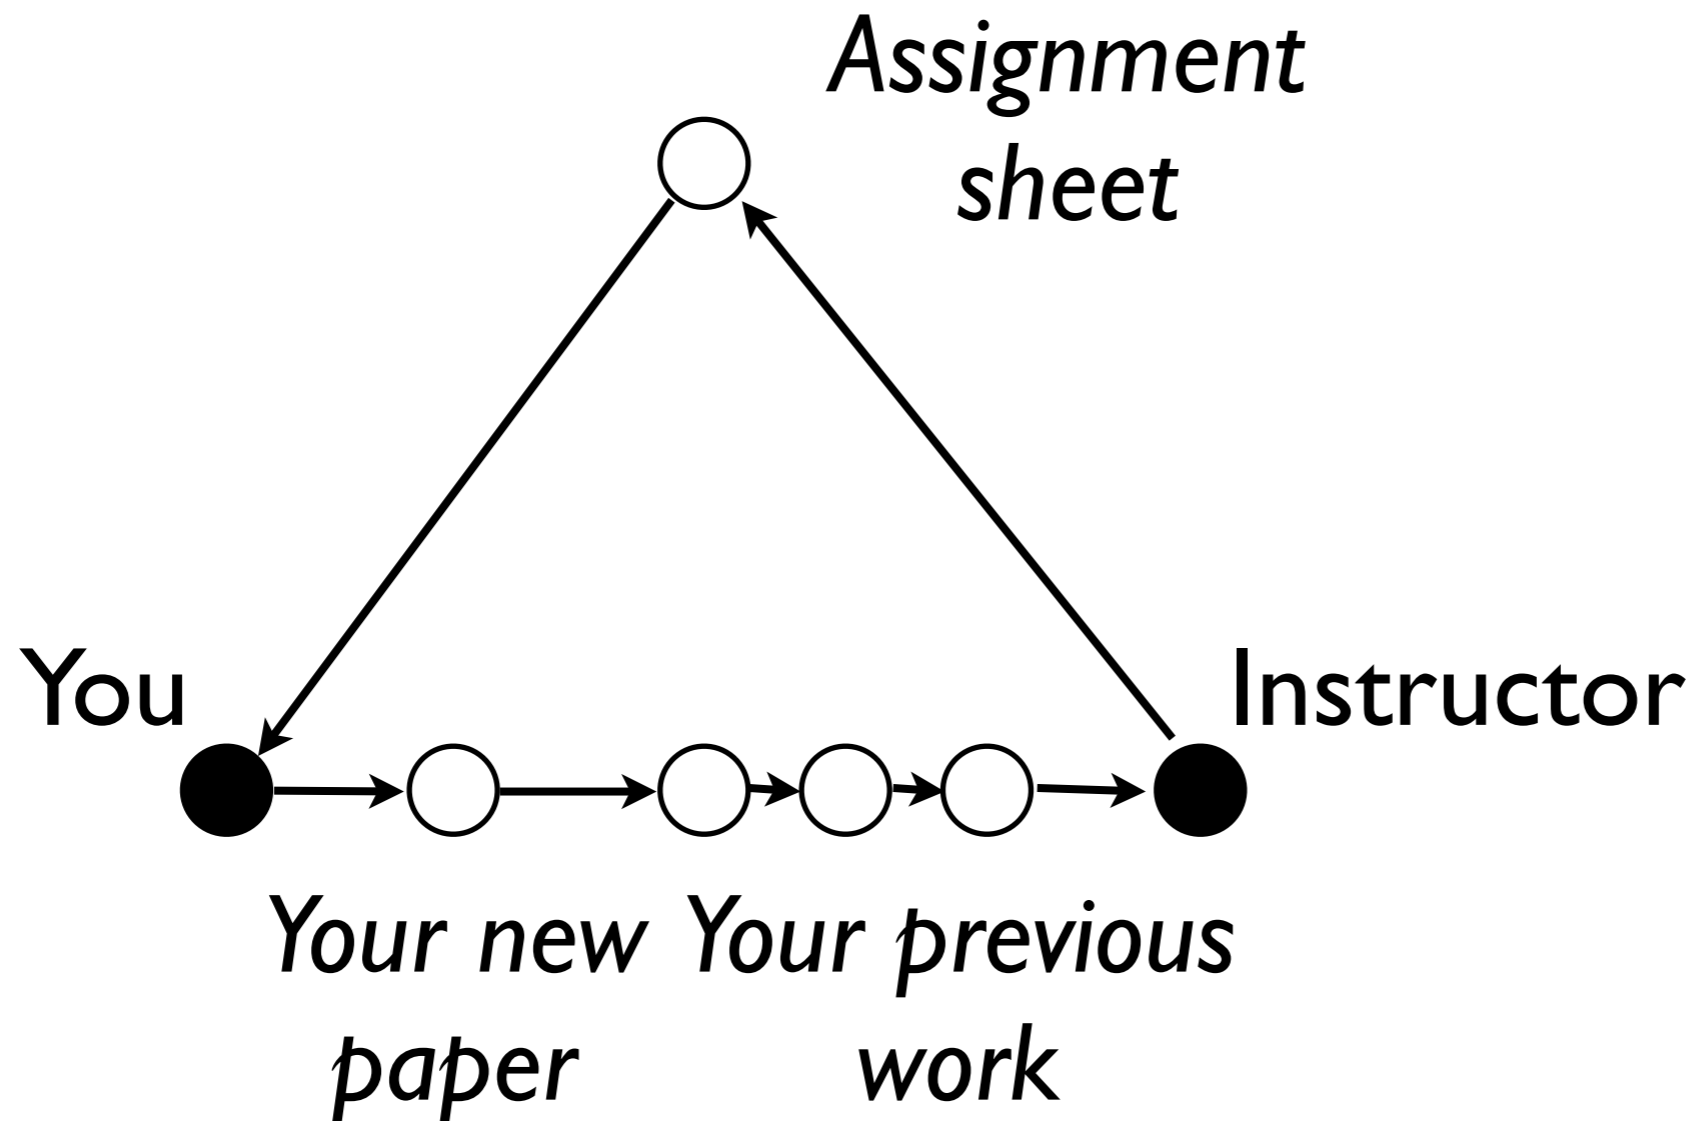 Assignment
sheet
You
Instructor
Your new
paper
Your previous
work